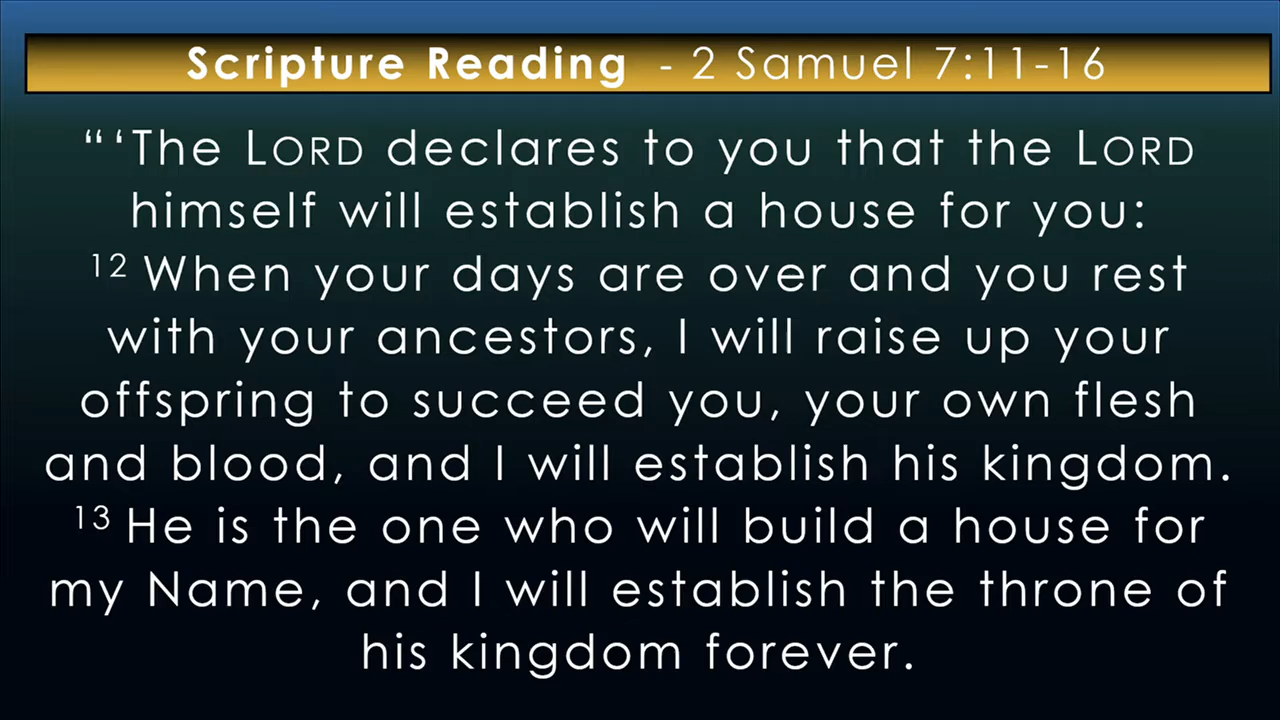 Scripture Reading - 2 Samuel 7:11-16
“ ‘The LORD declares to you that the LORD
himself will establish a house for you:
12 When your days are over and you rest
with your ancestors, I will raise up your
offspring to succeed you, your own flesh
and blood, and I will establish his kingdom.
13 He is the one who will build a house for
my Name, and I will establish the throne of
his kingdom forever.